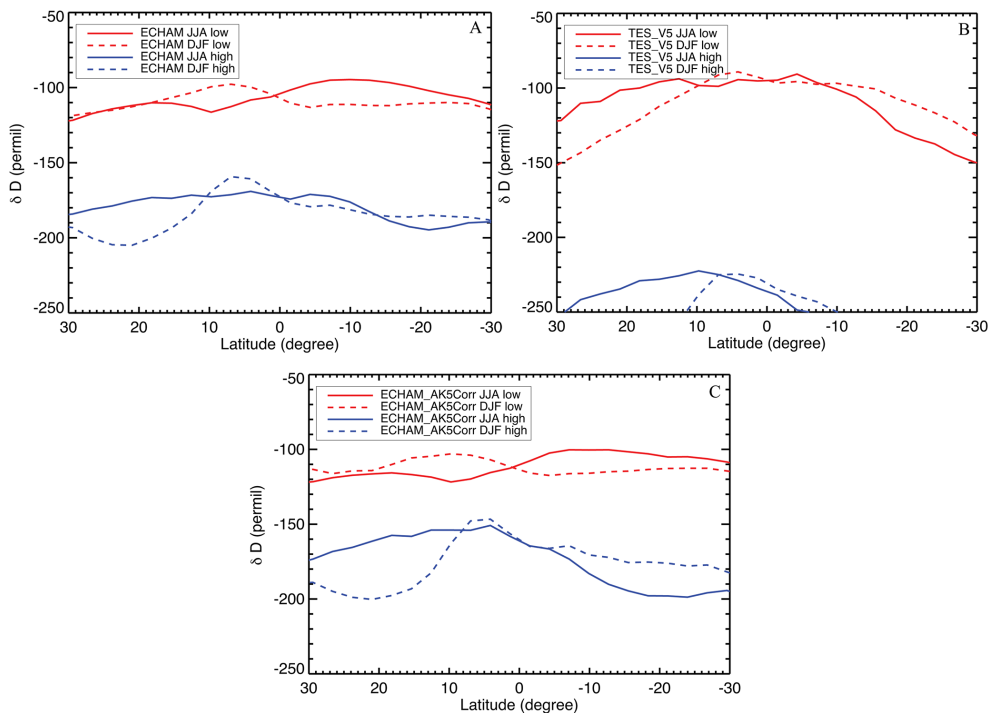 A
ECHAM JJA low
ECHAM DJF low
ECHAM JJA high
ECHAM DJF high
-50
-100
-150
-200
-250
δ D (permil)
30 20 10 0 -10 -20 -30
Latitude (degree)
B
TES_V5 JJA low
TES_V5 DJF low
TES_V5 JJA high
TES_V5 DJF high
-50
-100
-150
-200
-250
δ D (permil)
30 20 10 0 -10 -20 -30
Latitude (degree)
C
ECHAM_AK5Corr JJA low
ECHAM_AK5Corr DJF low
ECHAM_AK5Corr JJA high
ECHAM_AK5Corr DJF high
-50
-100
-150
-200
-250
δ D (permil)
30 20 10 0 -10 -20 -30
Latitude (degree)